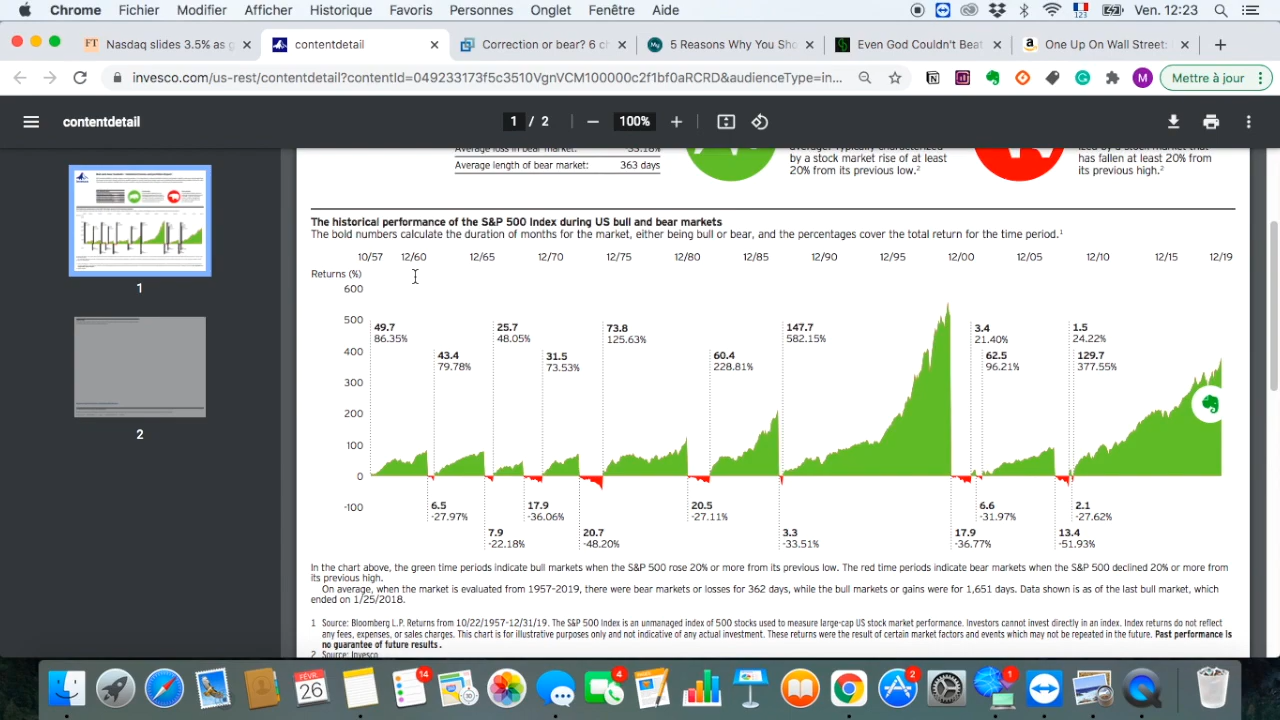 Chrome Fichier Modifier Afficher Historique Favoris Personnes Onglet Fenêtre Aide Ven. 12:23
Nasdaq slides 3.5% as g
contentdetail
Correction or bear? 6 c
5 Reasons Why You Sho
Even God Couldn't Beat
One Up On Wall Street:
invesco.com/us-rest/contentdetail?contentId=049233173f5c3510VgnVCM100000c2f1bf0aRCRD&audienceType=in...
Mettre à jour
contentdetail
1 / 2
100%
1
2
Average length of bear market: 363 days
by a stock market rise of at least
20% from its previous low.²
that
has fallen at least 20% from
its previous high.²
The historical performance of the S&P 500 Index during US bull and bear markets
The bold numbers calculate the duration of months for the market, either being bull or bear, and the percentages cover the total return for the time period.¹
10/57 12/60 12/65 12/70 12/75 12/80 12/85 12/90 12/95 12/00 12/05 12/10 12/15 12/19
Returns (%)
600
500
400
300
200
100
0
-100
49.7
86.35%
43.4
79.78%
25.7
48.05%
31.5
73.53%
73.8
125.63%
60.4
228.81%
147.7
582.15%
3.4
21.40%
62.5
96.21%
1.5
24.22%
129.7
377.55%
6.5
-27.97%
7.9
-22.18%
17.9
-36.06%
20.7
-48.20%
20.5
-27.11%
3.3
-33.51%
17.9
-36.77%
6.6
-31.97%
13.4
-51.93%
2.1
-27.62%
In the chart above, the green time periods indicate bull markets when the S&P 500 rose 20% or more from its previous low. The red time periods indicate bear markets when the S&P 500 declined 20% or more from
its previous high.
On average, when the market is evaluated from 1957-2019, there were bear markets or losses for 362 days, while the bull markets or gains were for 1,651 days. Data shown is as of the last bull market, which
ended on 1/25/2018.
1 Source: Bloomberg L.P. Returns from 10/22/1957-12/31/19. The S&P 500 Index is an unmanaged index of 500 stocks used to measure large-cap US stock market performance. Investors cannot invest directly in an index. Index returns do not reflect
any fees, expenses, or sales charges. This chart is for illustrative purposes only and not indicative of any actual investment. These returns were the result of certain market factors and events which may not be repeated in the future. Past performance is
no guarantee of future results.
2 Source: Invesco
FÉVR.
26
14
4
2
1